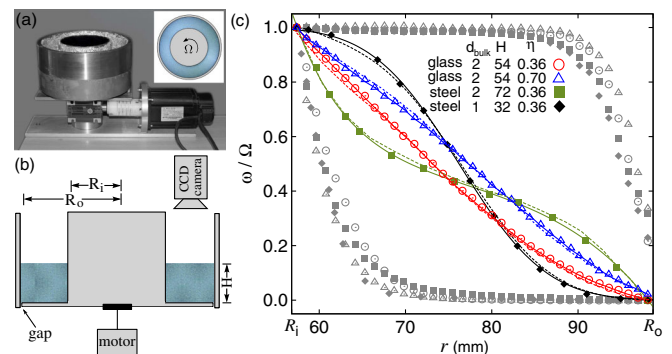 (a)
Ω
(b)
R_i
R_o
CCD
camera
H
gap
motor
(c)
d_bulk H η
glass 2 54 0.36
glass 2 54 0.70
steel 2 72 0.36
steel 1 32 0.36
ω / Ω
1.0
0.8
0.6
0.4
0.2
0.0
R_i 60 70 80 90 R_o
r (mm)